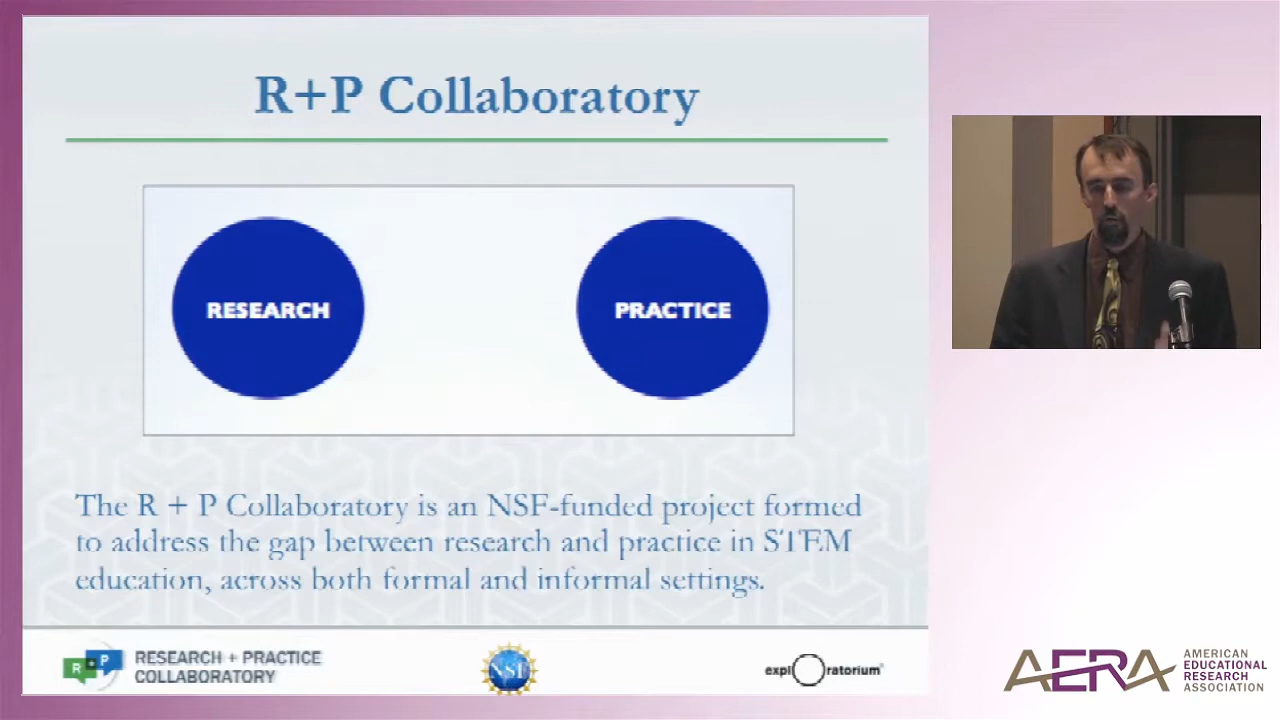 R+P Collaboratory
RESEARCH
PRACTICE
The R + P Collaboratory is an NSF-funded project formed
to address the gap between research and practice in STEM
education, across both formal and informal settings.
R+P
RESEARCH + PRACTICE
COLLABORATORY
NSF
explOratorium
AERA
AMERICAN
EDUCATIONAL
RESEARCH
ASSOCIATION